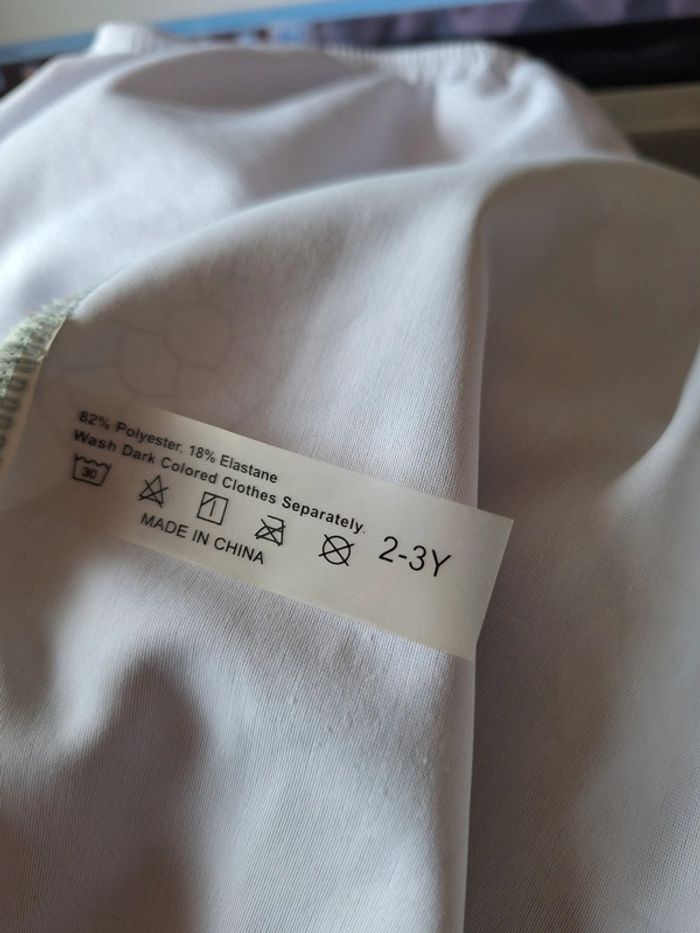 82% Polyester, 18% Elastane
Wash Dark Colored Clothes Separately.
30
MADE IN CHINA
2-3Y